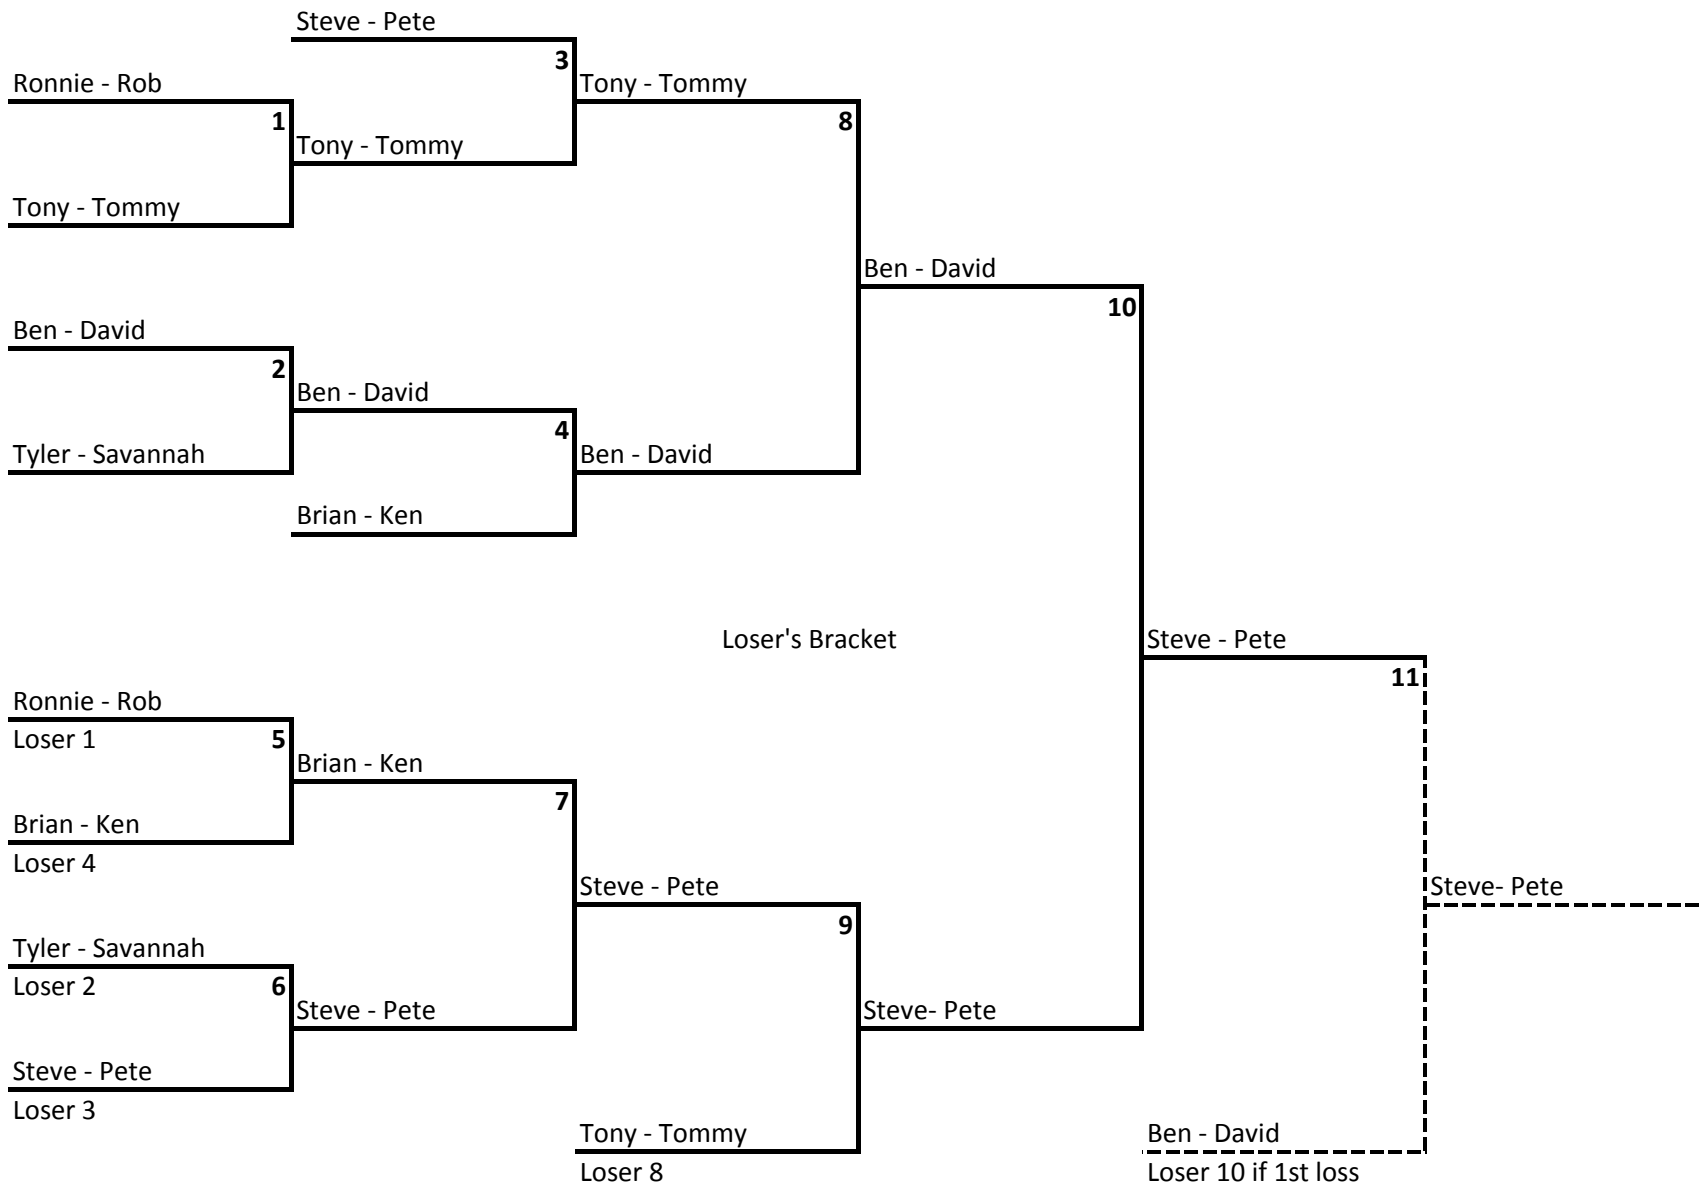 Steve - Pete
3
Ronnie - Rob
Tony - Tommy
1
8
Tony - Tommy
Tony - Tommy
Ben - David
10
Ben - David
2
Ben - David
4
Tyler - Savannah
Ben - David
Brian - Ken
Loser's Bracket
Steve - Pete
11
Ronnie - Rob
Loser 1
5
Brian - Ken
7
Brian - Ken
Loser 4
Steve - Pete
Steve- Pete
9
Tyler - Savannah
Loser 2
6
Steve - Pete
Steve- Pete
Steve - Pete
Loser 3
Tony - Tommy
Loser 8
Ben - David
Loser 10 if 1st loss